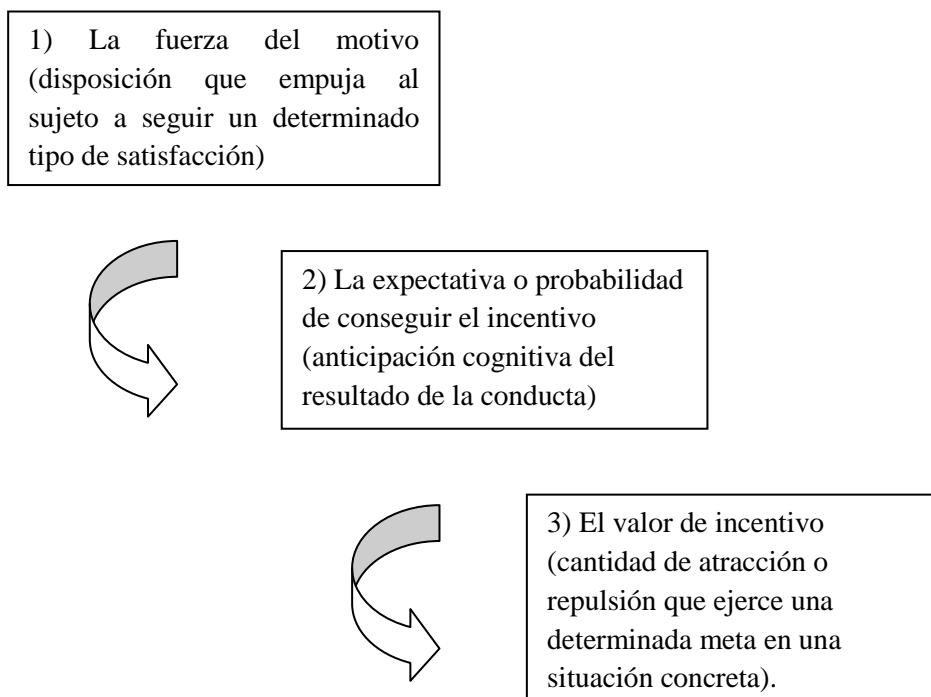 1) La fuerza del motivo
(disposición que empuja al
sujeto a seguir un determinado
tipo de satisfacción)
2) La expectativa o probabilidad
de conseguir el incentivo
(anticipación cognitiva del
resultado de la conducta)
3) El valor de incentivo
(cantidad de atracción o
repulsión que ejerce una
determinada meta en una
situación concreta).